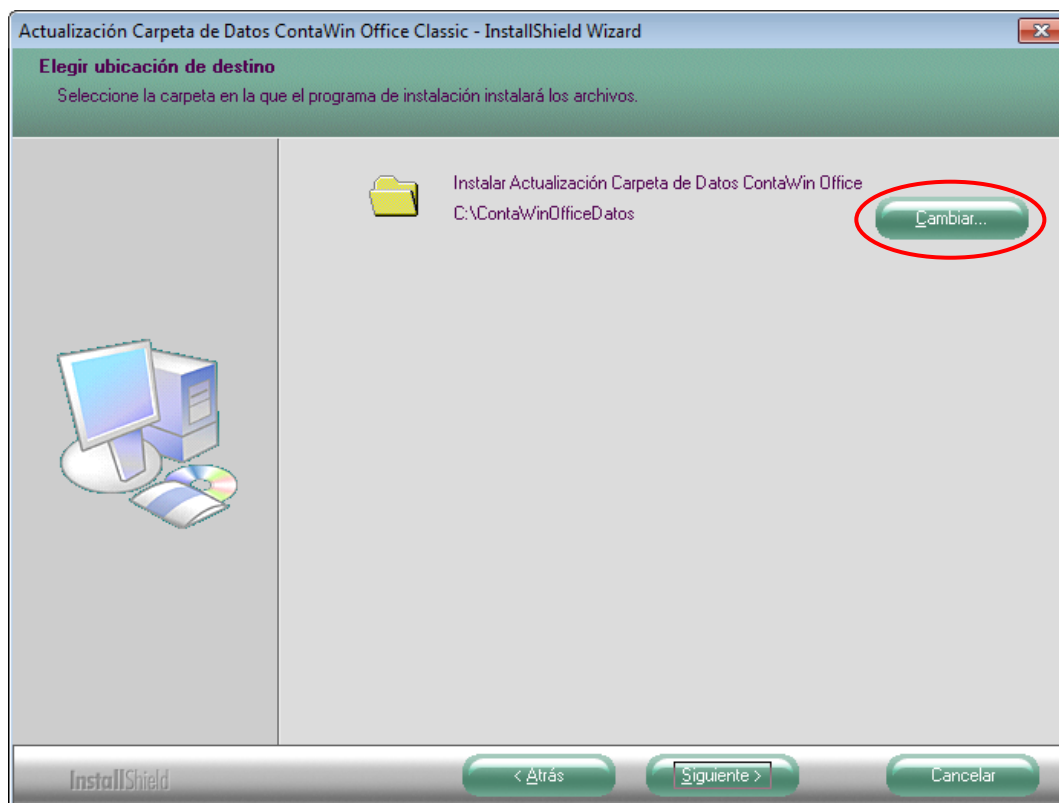 Actualización Carpeta de Datos ContaWin Office Classic - InstallShield Wizard
Elegir ubicación de destino
Seleccione la carpeta en la que el programa de instalación instalará los archivos.
Instalar Actualización Carpeta de Datos ContaWin Office
C:\ContaWinOfficeDatos
Cambiar...
InstallShield
< Atrás
Siguiente >
Cancelar